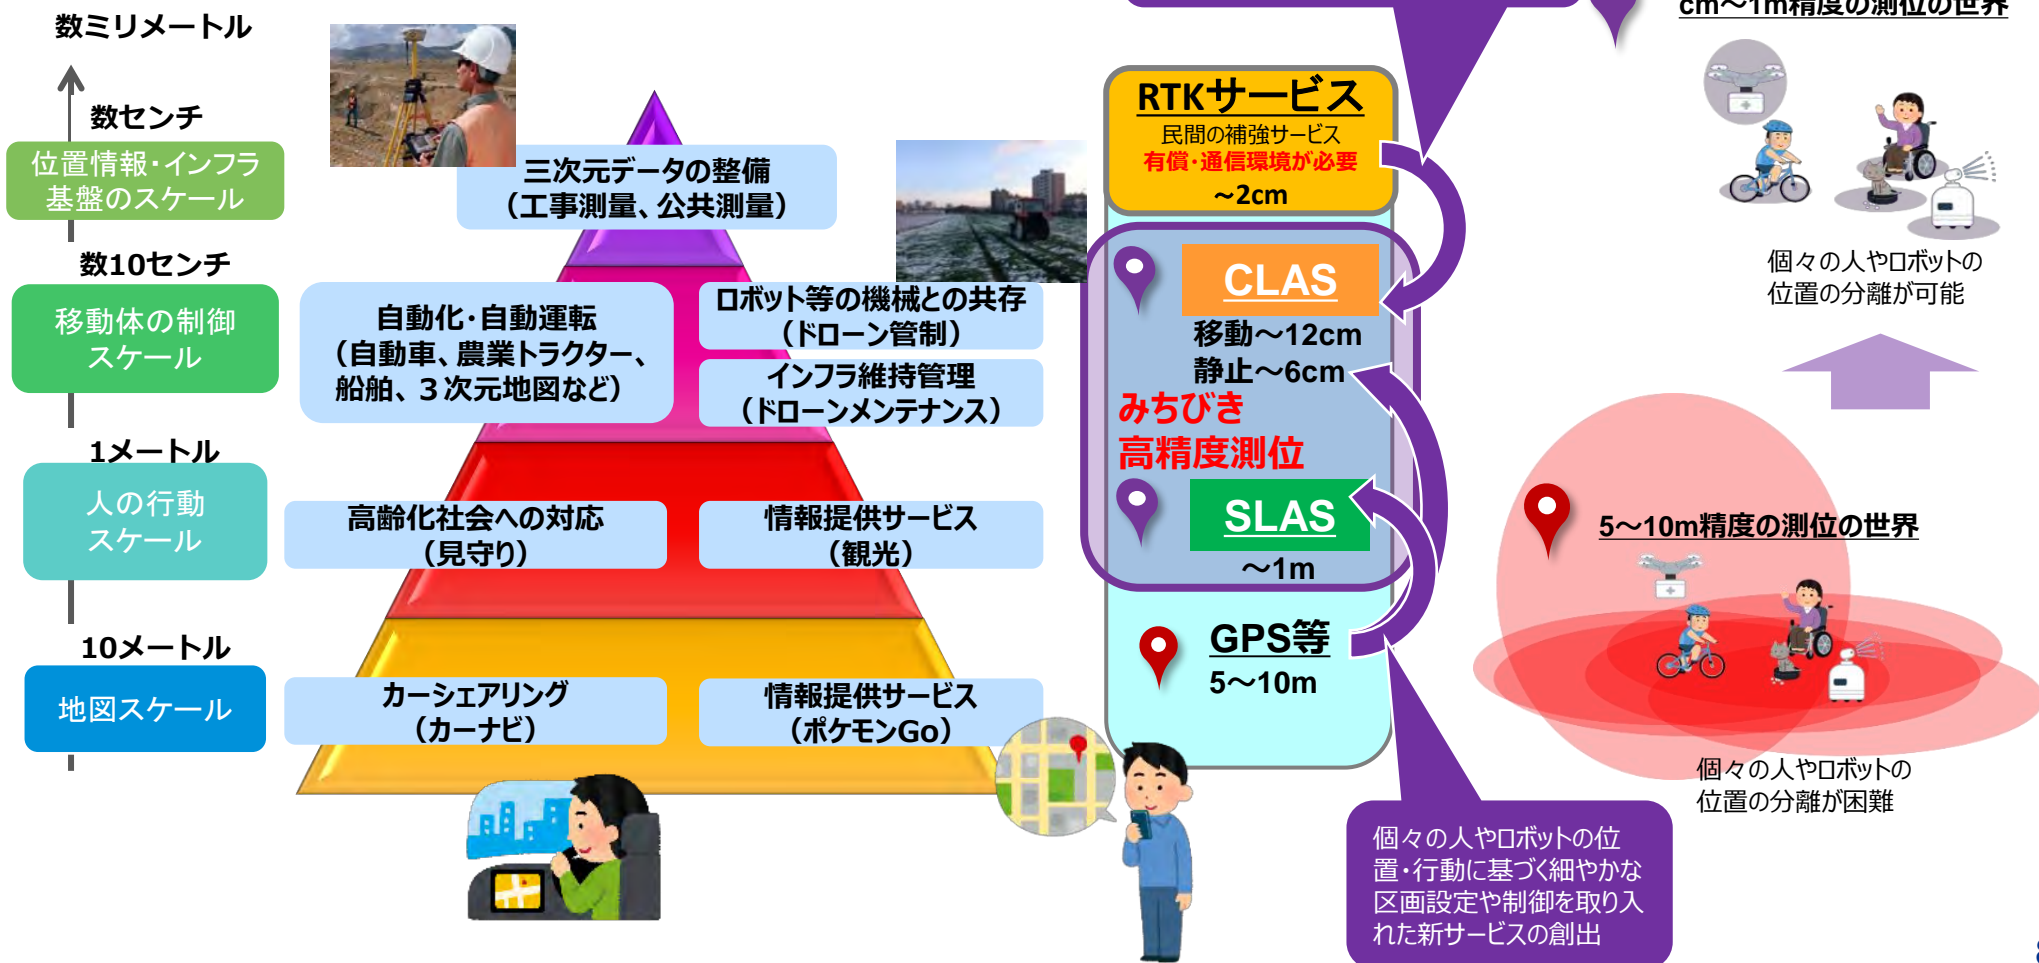 数ミリメートル
数センチ
位置情報・インフラ
基盤のスケール
数10センチ
移動体の制御
スケール
1メートル
人の行動
スケール
10メートル
地図スケール
三次元データの整備
(工事測量、公共測量)
自動化・自動運転
(自動車、農業トラクター、
船舶、3次元地図など)
ロボット等の機械との共存
(ドローン管制)
インフラ維持管理
(ドローンメンテナンス)
高齢化社会への対応
(見守り)
情報提供サービス
(観光)
カーシェアリング
(カーナビ)
情報提供サービス
(ポケモンGo)
RTKサービス
民間の補強サービス
有償・通信環境が必要
~2cm
CLAS
移動~12cm
静止~6cm
みちびき
高精度測位
SLAS
~1m
GPS等
5~10m
cm~1m精度の測位の世界
個々の人やロボットの
位置の分離が可能
5~10m精度の測位の世界
個々の人やロボットの
位置の分離が困難
個々の人やロボットの位
置・行動に基づく細やかな
区画設定や制御を取り入
れた新サービスの創出